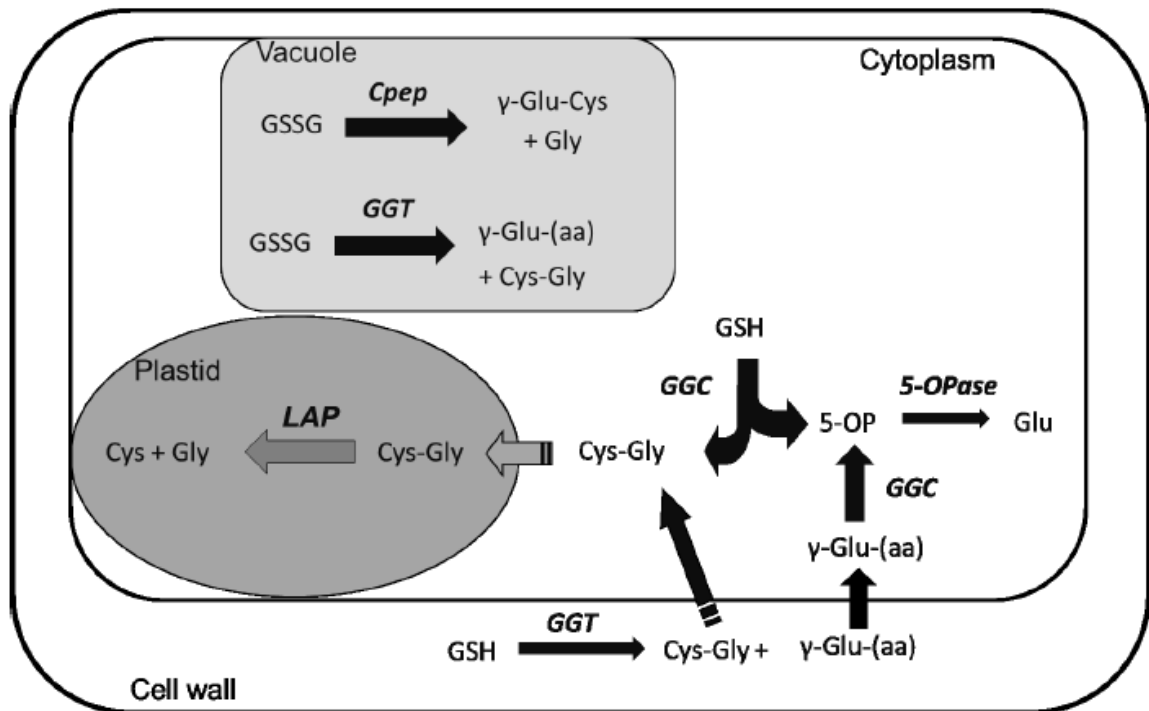 Vacuole
Cytoplasm
Cpep
GSSG
γ-Glu-Cys
+ Gly
GGT
GSSG
γ-Glu-(aa)
+ Cys-Gly
GSH
Plastid
GGC
5-OPase
LAP
5-OP
Glu
Cys + Gly
Cys-Gly
Cys-Gly
GGC
γ-Glu-(aa)
GGT
GSH
Cys-Gly +
γ-Glu-(aa)
Cell wall